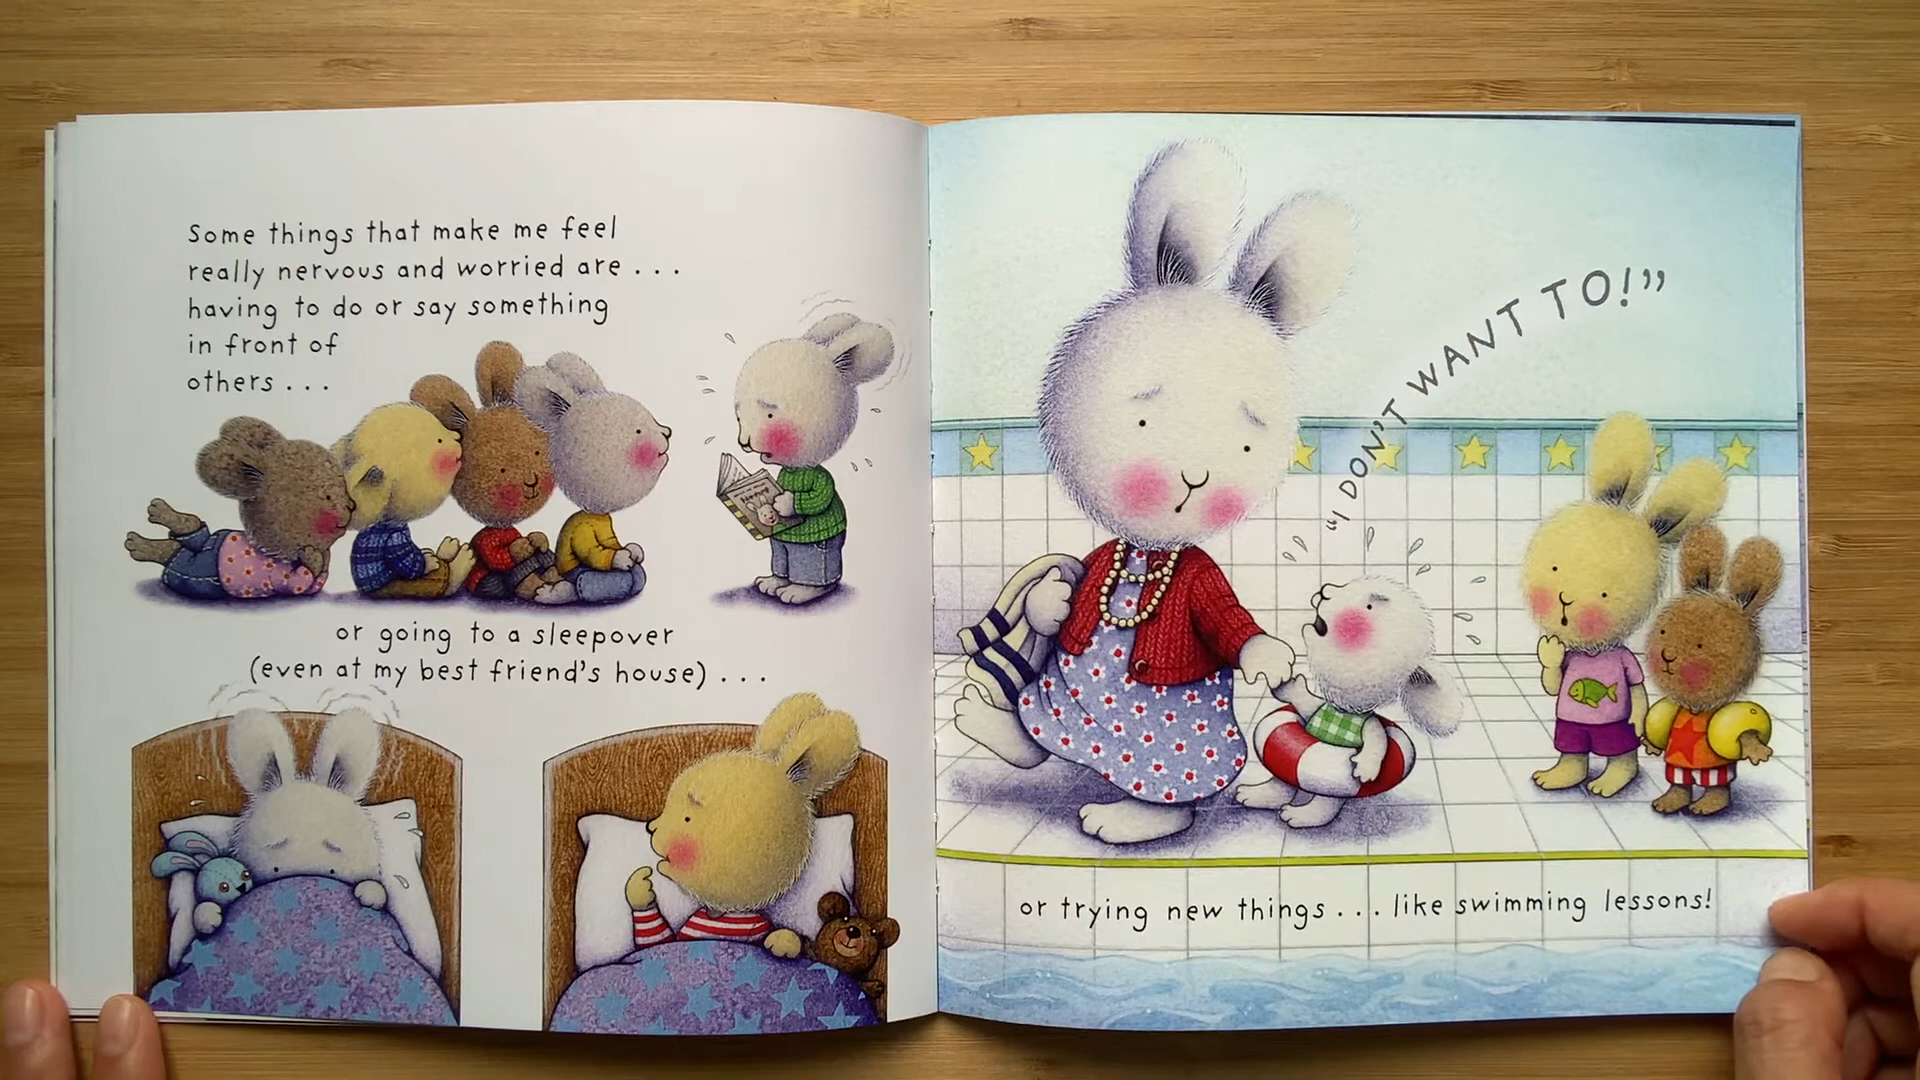 Some things that make me feel
really nervous and worried are . . .
having to do or say something
in front of
others . . .
or going to a sleepover
(even at my best friend's house) . . .
"I DON'T WANT TO!"
or trying new things . . . like swimming lessons!